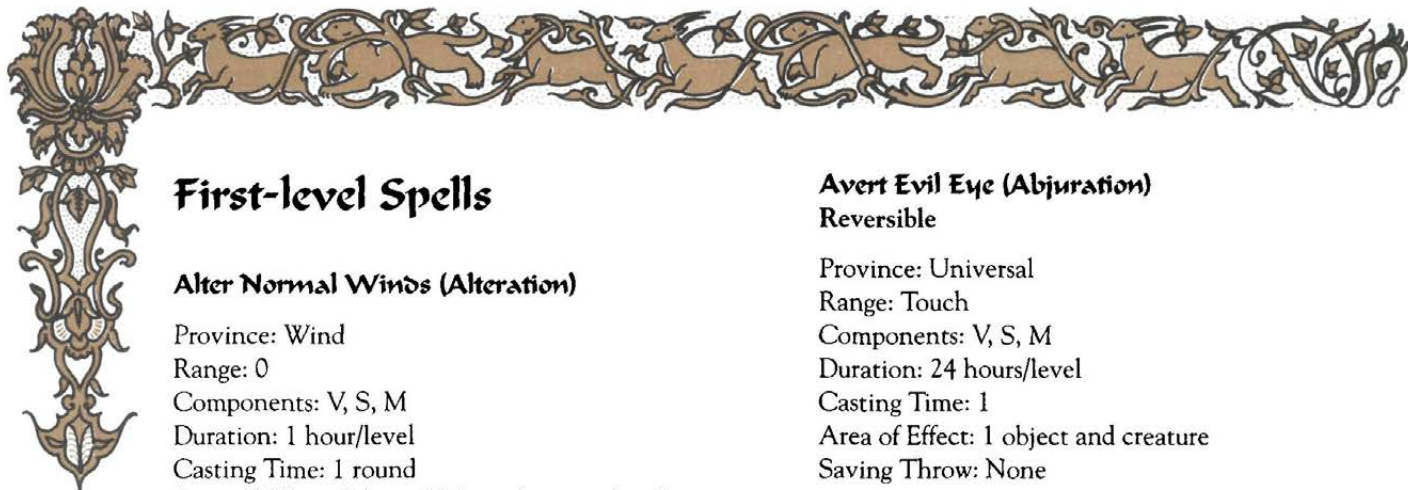 First-level Spells
Alter Normal Winds (Alteration)
Province: Wind
Range: 0
Components: V, S, M
Duration: 1 hour/level
Casting Time: 1 round
Avert Evil Eye (Abjuration)
Reversible
Province: Universal
Range: Touch
Components: V, S, M
Duration: 24 hours/level
Casting Time: 1
Area of Effect: 1 object and creature
Saving Throw: None